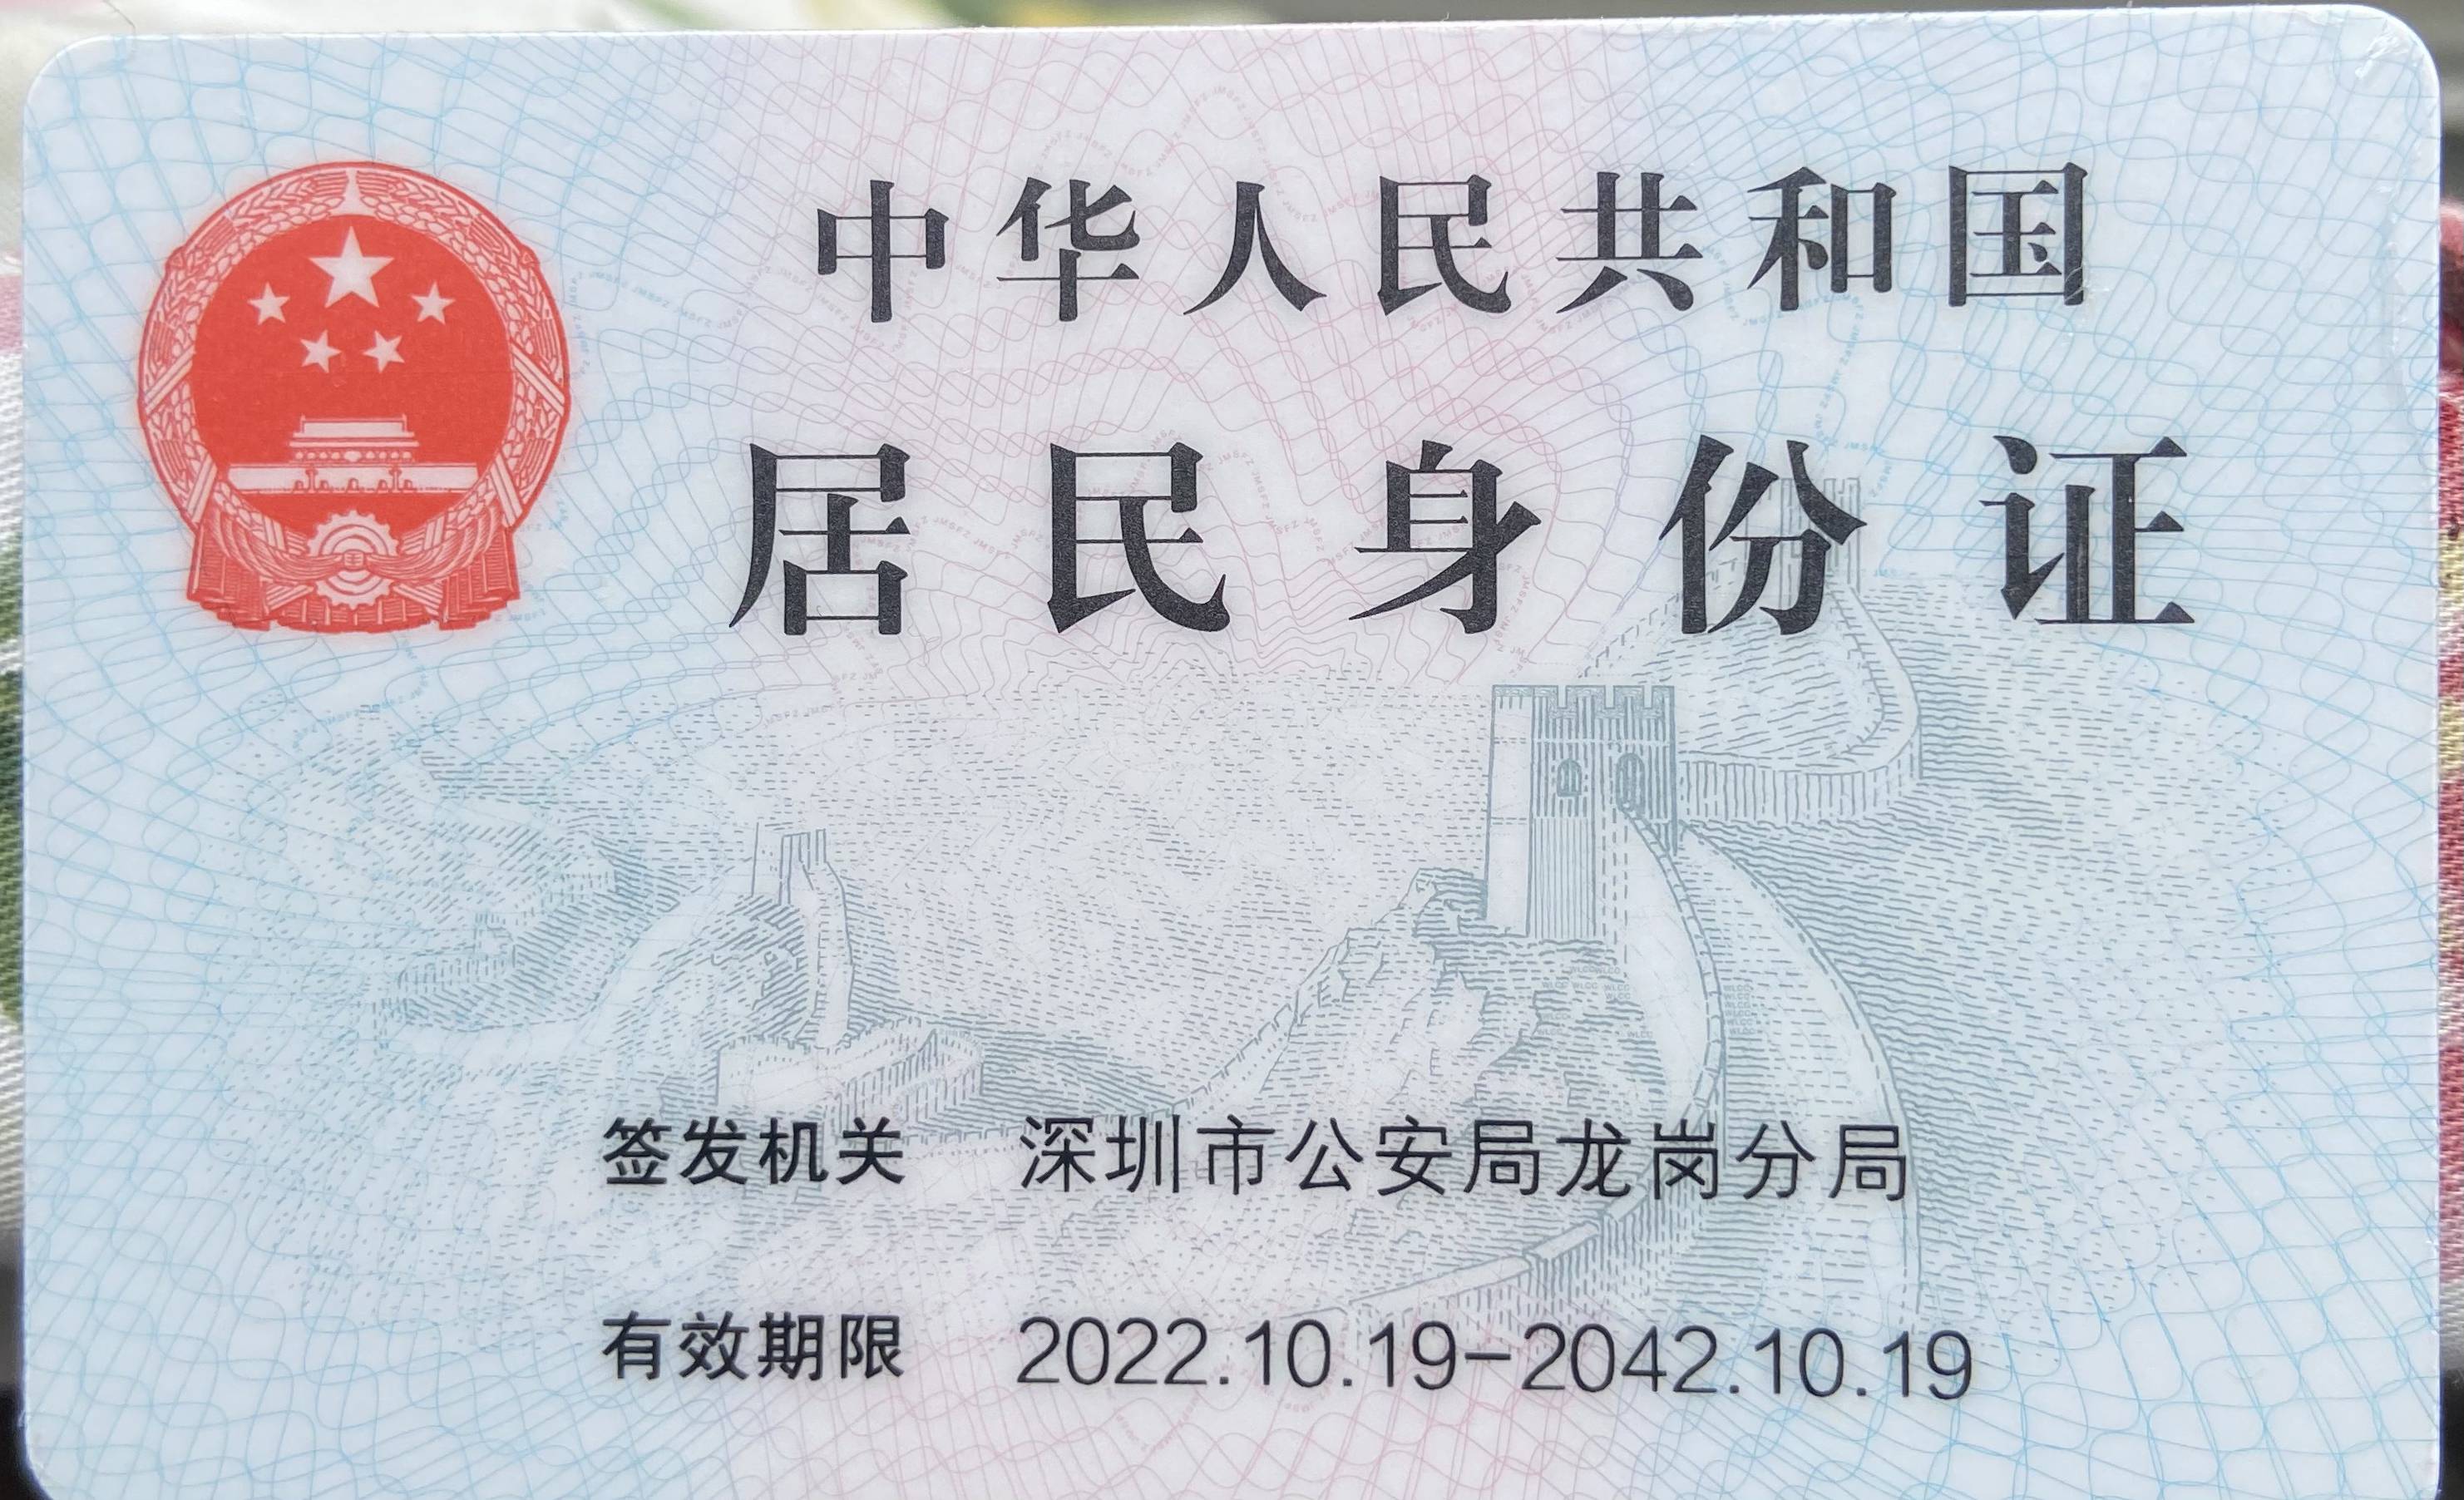 中华人民共和国
居民身份证
签发机关 深圳市公安局龙岗分局
有效期限 2022.10.19-2042.10.19